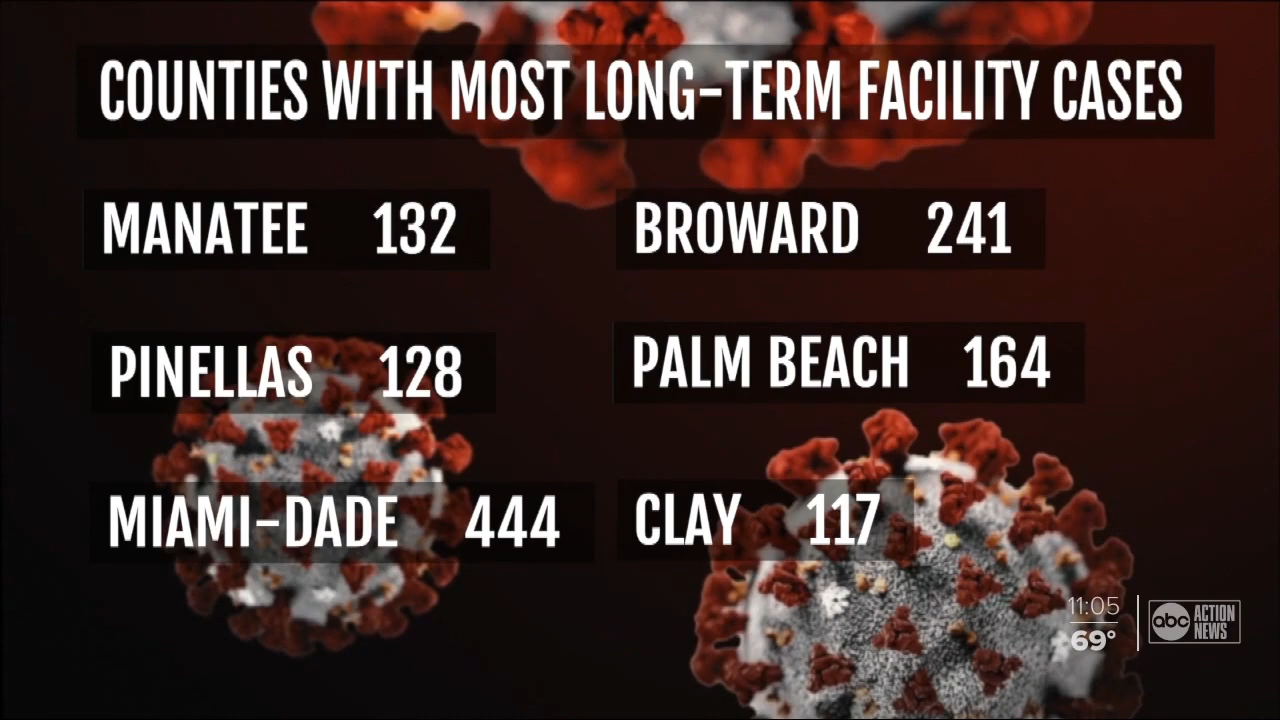 COUNTIES WITH MOST LONG-TERM FACILITY CASES
MANATEE 132
BROWARD 241
PINELLAS 128
PALM BEACH 164
MIAMI-DADE 444
CLAY 117
11:05
69°
abc ACTION NEWS